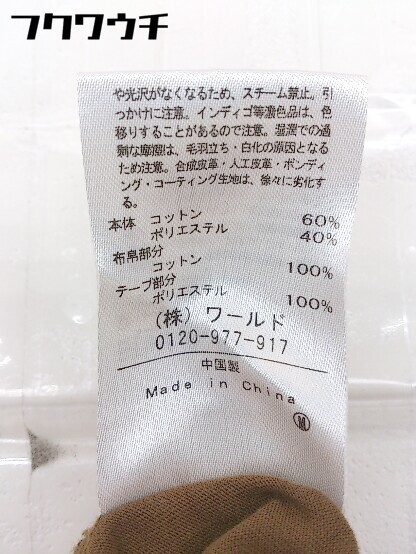 フクワウチ
や光沢がなくなるため、スチーム禁止。引
っかけに注意。インディゴ等濃色品は、色
移りすることがあるので注意。湿潤での過
剰な摩擦は、毛羽立ち・白化の原因となる
ため注意。合成皮革・人工皮革・ボンディ
ング・コーティング生地は、徐々に劣化す
る。
本体 コットン 60%
ポリエステル 40%
布帛部分
コットン 100%
テープ部分
ポリエステル 100%
(株) ワールド
0120-977-917
中国製
Made in China
M